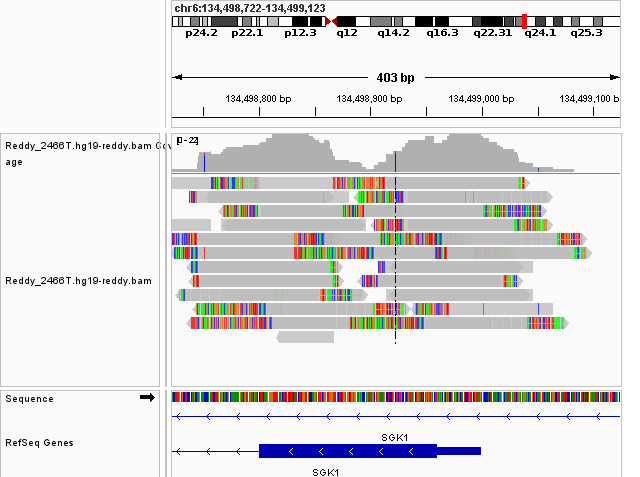 chr6:134,498,722-134,499,123
p24.2 p22.1 p12.3 q12 q14.2 q16.3 q22.31 q24.1 q25.3
403 bp
134,498,800 bp 134,498,900 bp 134,499,000 bp 134,499,100
[0-22]
Reddy_2466T.hg19-reddy.bam Cov
age
Reddy_2466T.hg19-reddy.bam
Sequence
RefSeq Genes
SGK1
SGK1